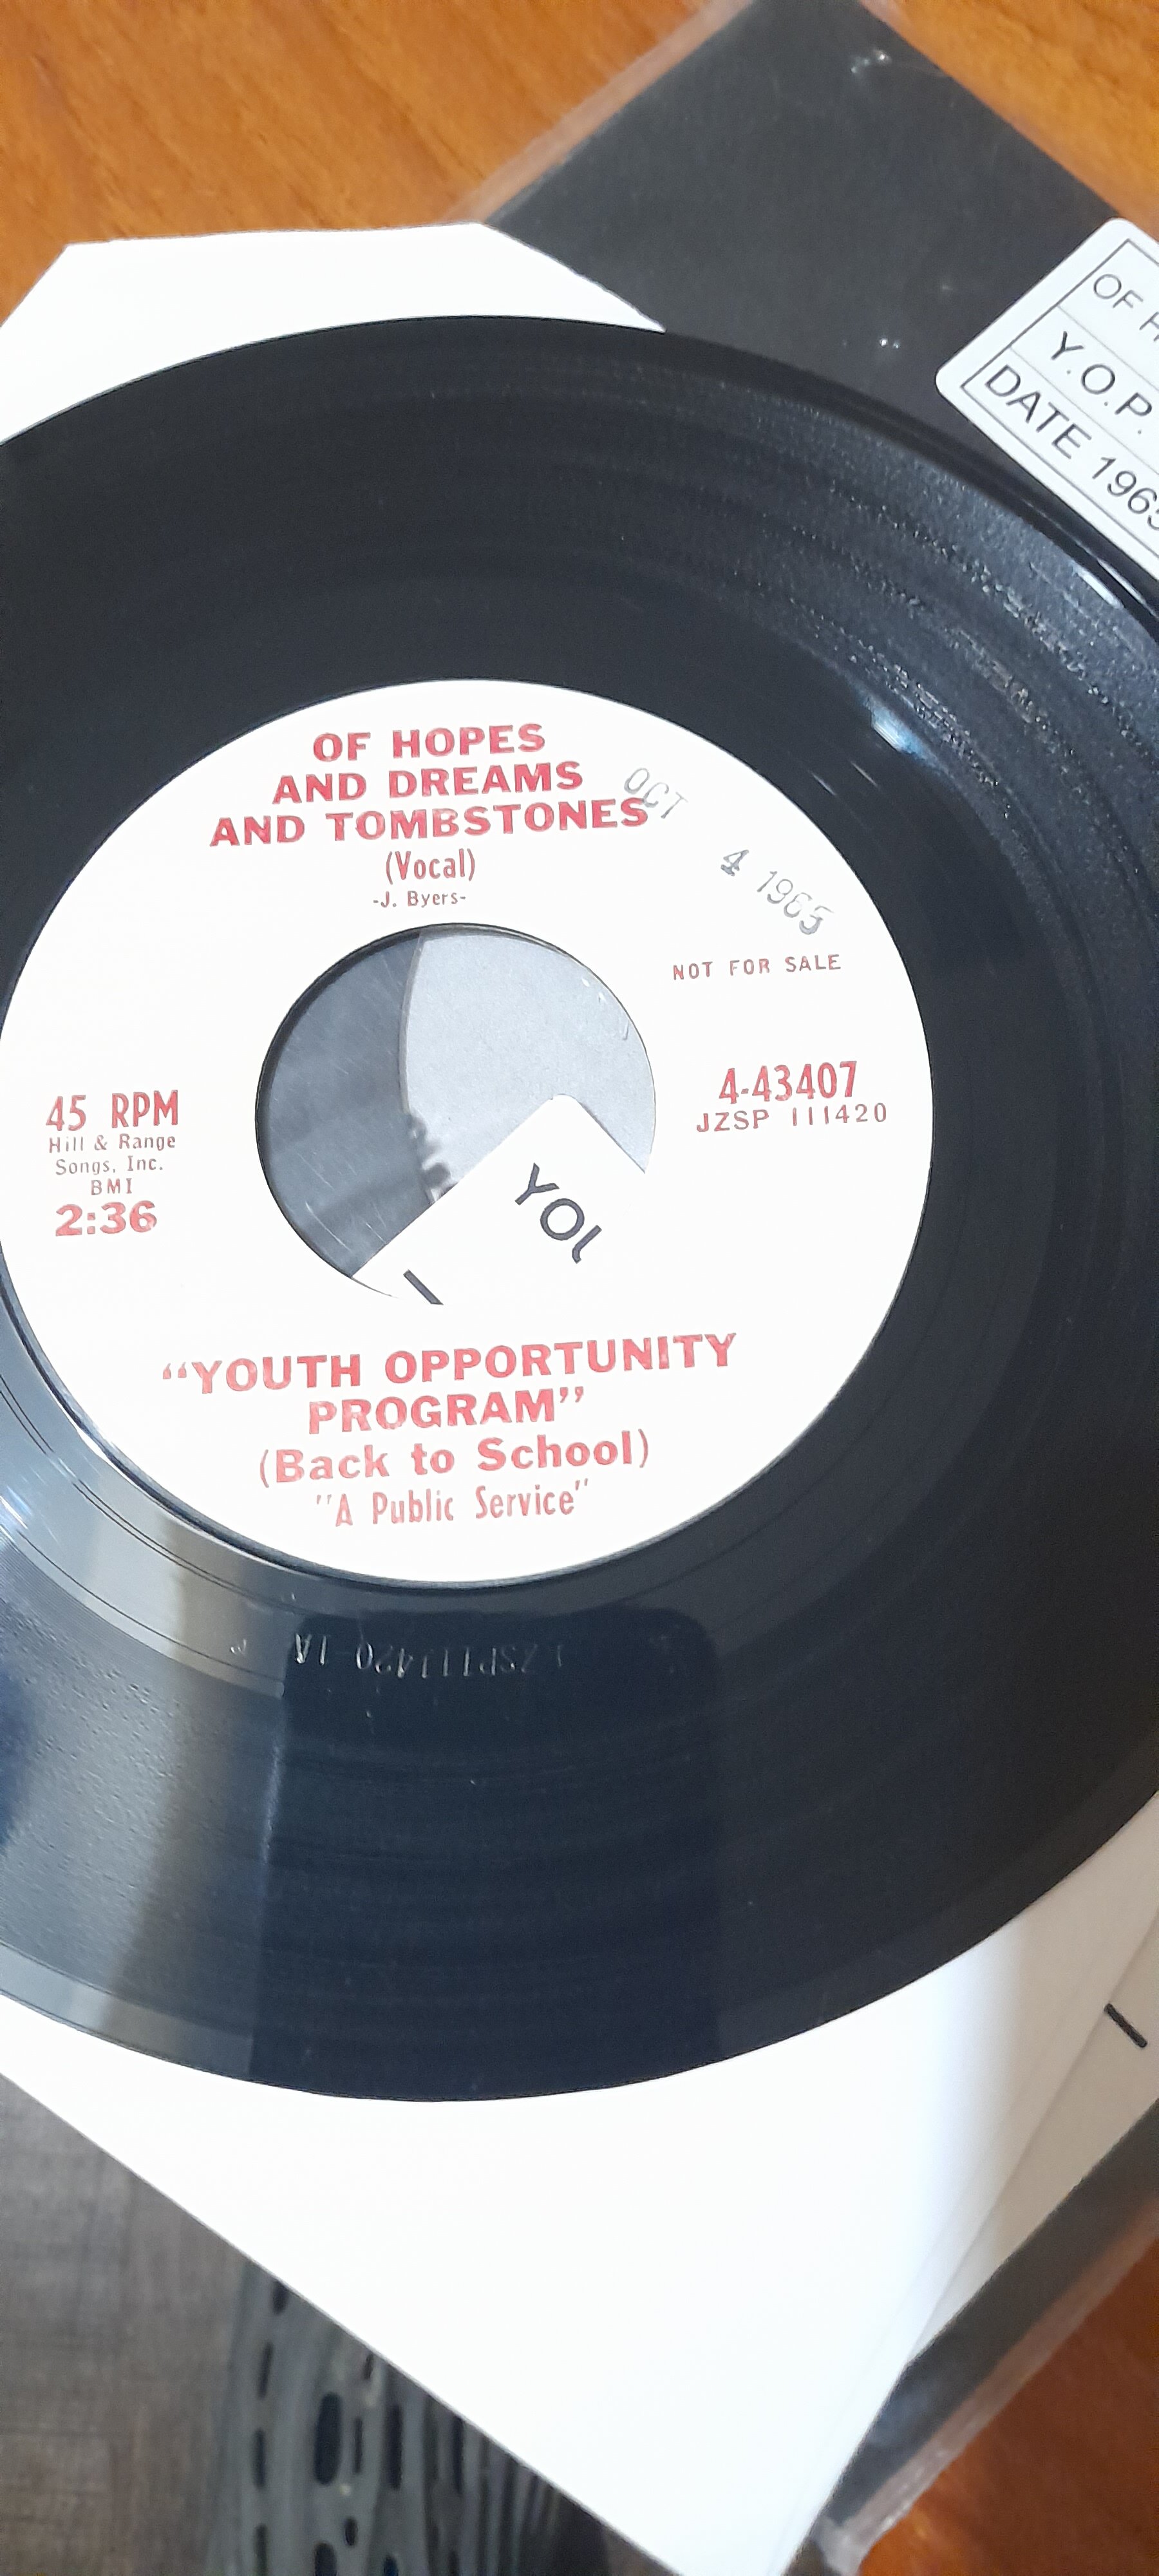 OF H
Y.O.P.
DATE 1965
OF HOPES
AND DREAMS
AND TOMBSTONES
(Vocal)
-J. Byers-
OCT 4 1965
NOT FOR SALE
4-43407
JZSP 111420
45 RPM
Hill & Range
Songs, Inc.
BMI
2:36
YOU
"YOUTH OPPORTUNITY
PROGRAM"
(Back to School)
"A Public Service"
JZSP111420-1A P